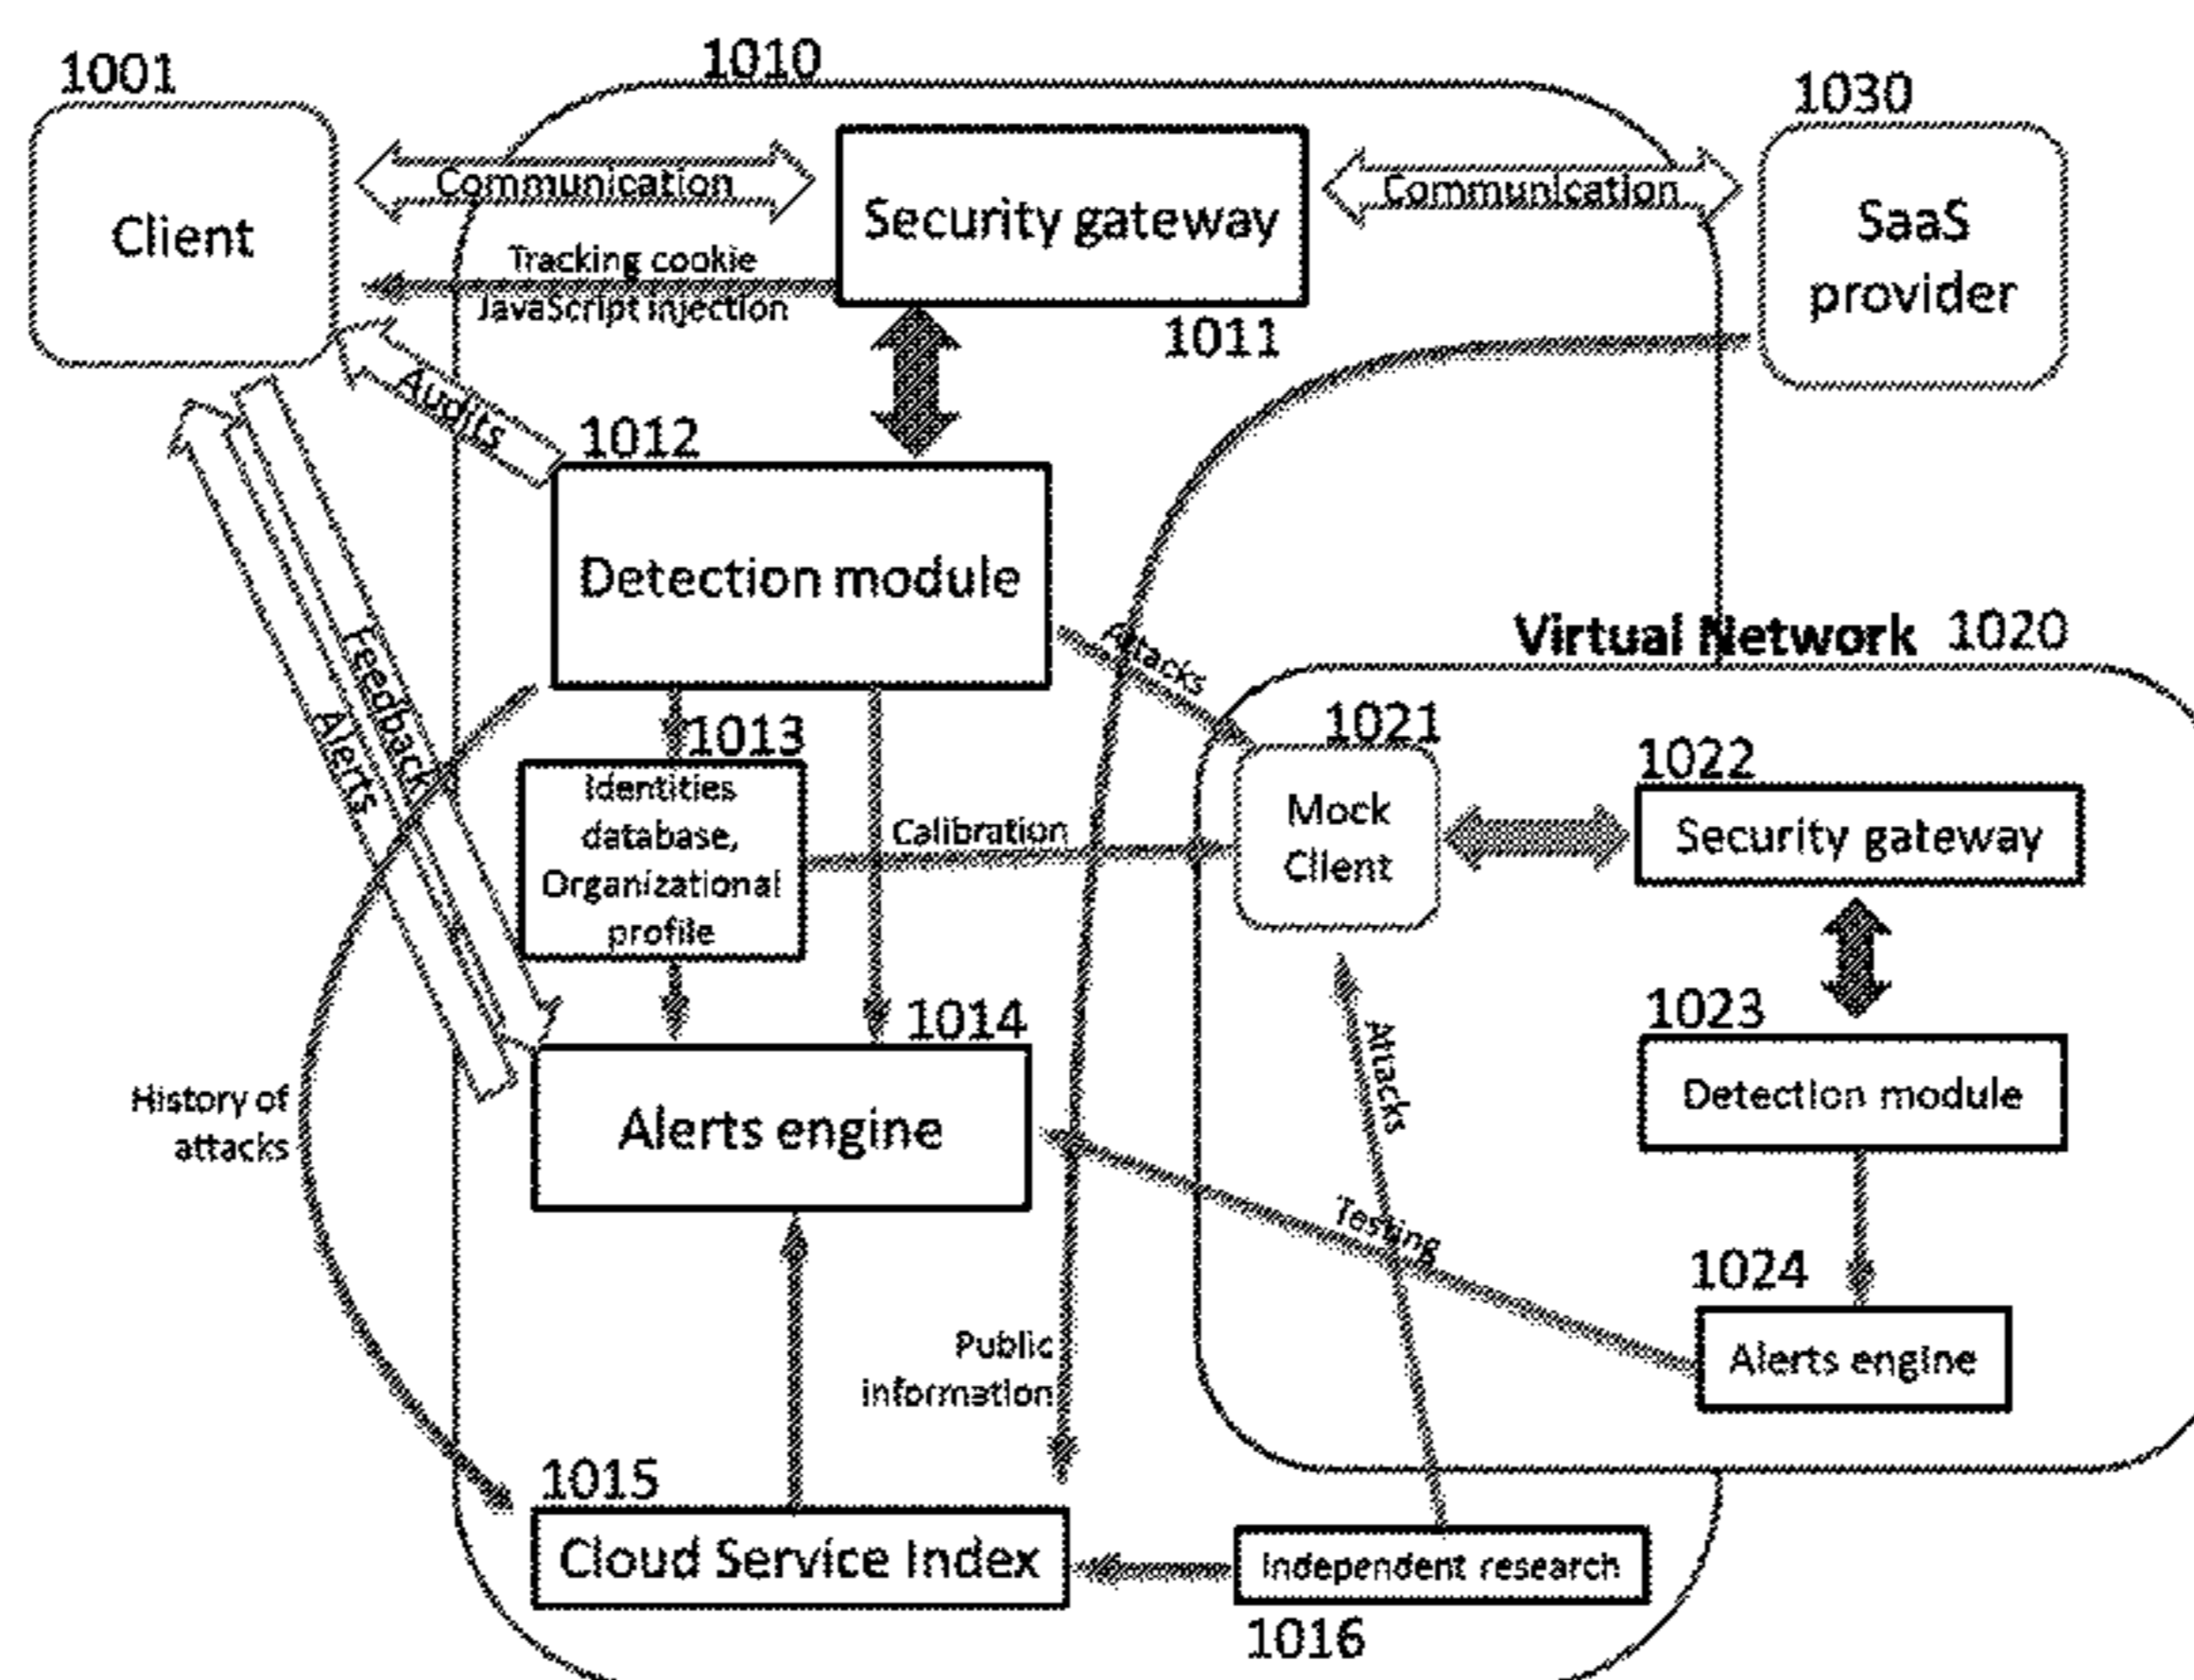 1001
1010
1030
Client
Communication
Security gateway
Communication
SaaS
provider
Tracking cookie
JavaScript injection
1011
Audits
1012
Detection module
Attacks
Virtual Network 1020
Feedback
Alerts
1013
Identities
database,
Organizational
profile
Calibration
1021
Mock
Client
1022
Security gateway
1014
Alerts engine
History of
attacks
Attacks
1023
Detection module
Testing
1024
Alerts engine
Public
information
1015
Cloud Service Index
Independent research
1016